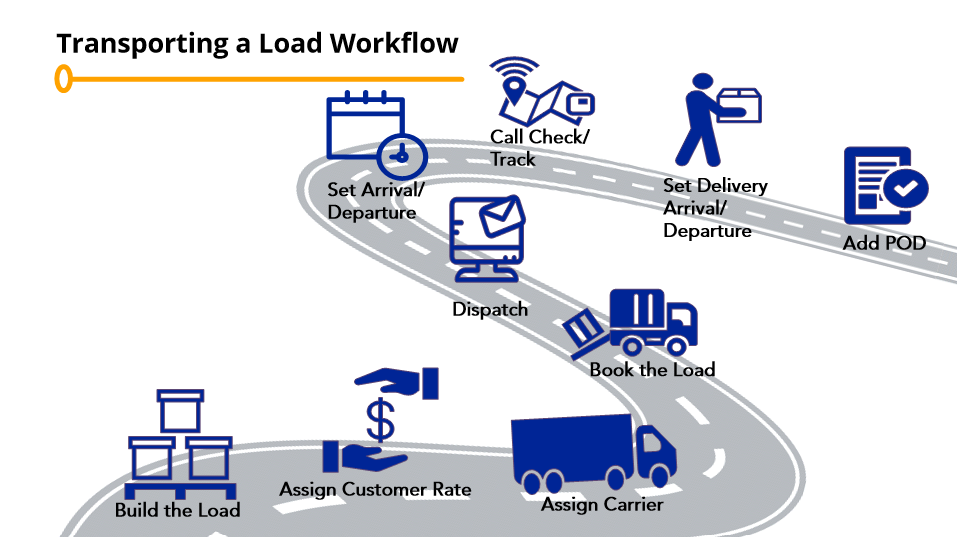 Transporting a Load Workflow
Call Check/
Track
Set Arrival/
Departure
Set Delivery
Arrival/
Departure
Add POD
Dispatch
Book the Load
$
Assign Customer Rate
Assign Carrier
Build the Load